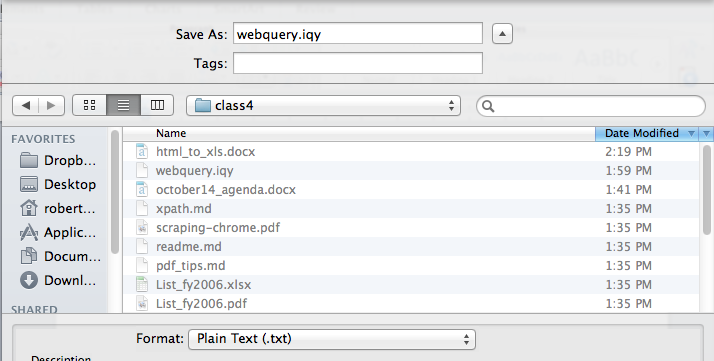 Save As: webquery.iqy
Tags:
class4
FAVORITES
Dropb...
Desktop
robert...
Applic...
Docum...
Downl...
SHARED
Name Date Modified
html_to_xls.docx 2:19 PM
webquery.iqy 1:59 PM
october14_agenda.docx 1:41 PM
xpath.md 1:35 PM
scraping-chrome.pdf 1:35 PM
readme.md 1:35 PM
pdf_tips.md 1:35 PM
List_fy2006.xlsx 1:35 PM
List_fy2006.pdf 1:35 PM
Format: Plain Text (.txt)
Description